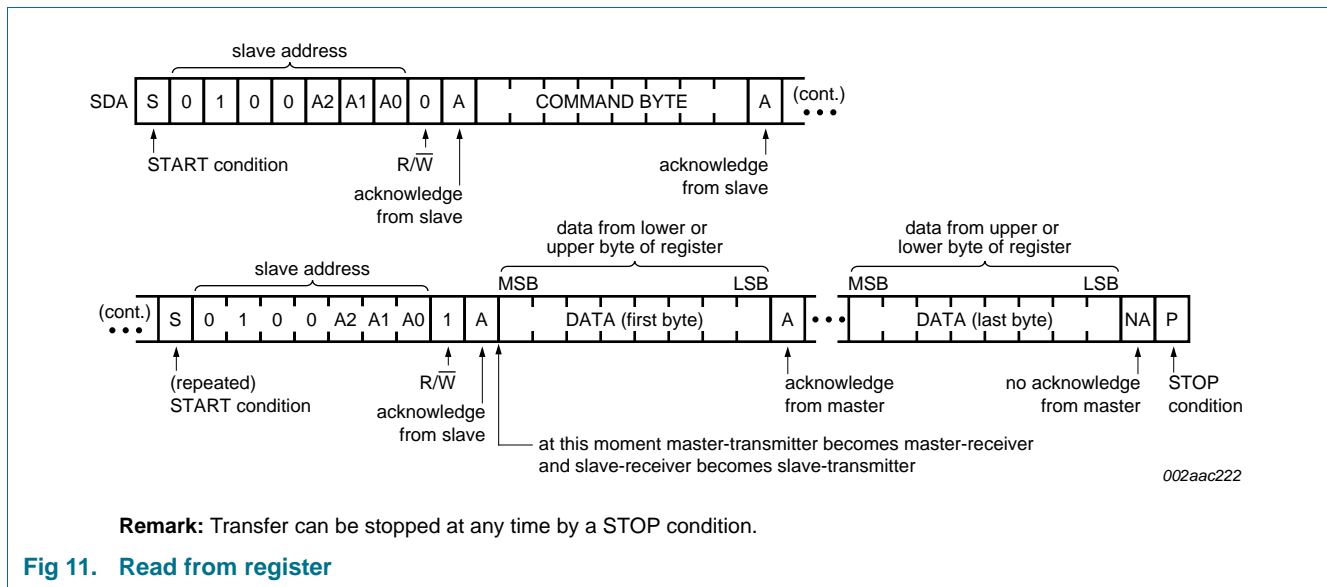 slave address
SDA S 0 1 0 0 A2 A1 A0 0 A COMMAND BYTE A (cont.)
START condition
R/W̅
acknowledge
from slave
acknowledge
from slave
data from lower or
upper byte of register
data from upper or
lower byte of register
slave address
MSB LSB MSB LSB
(cont.) S 0 1 0 0 A2 A1 A0 1 A DATA (first byte) A DATA (last byte) NA P
(repeated)
START condition
R/W̅
acknowledge
from slave
acknowledge
from master
no acknowledge
from master
STOP
condition
at this moment master-transmitter becomes master-receiver
and slave-receiver becomes slave-transmitter
002aac222
Remark: Transfer can be stopped at any time by a STOP condition.
Fig 11. Read from register